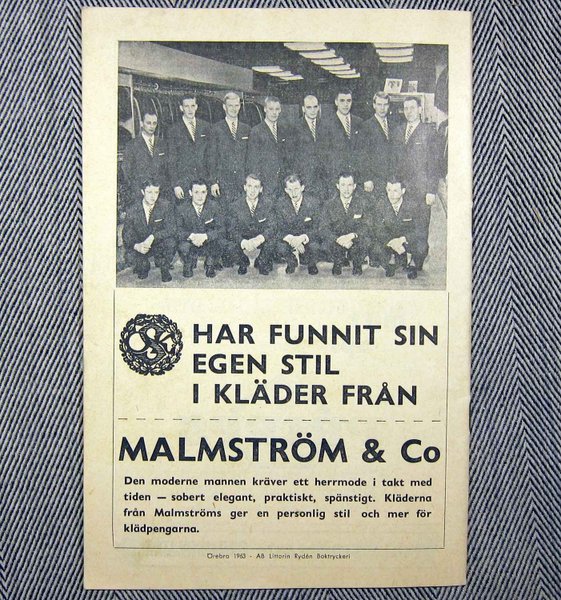 ÖSK
HAR FUNNIT SIN
EGEN STIL
I KLÄDER FRÅN
MALMSTRÖM & Co
Den moderne mannen kräver ett herrmode i takt med
tiden — sobert elegant, praktiskt, spänstigt. Kläderna
från Malmströms ger en personlig stil och mer för
klädpengarna.
Örebro 1963 - AB Littorin Rydén Boktryckeri